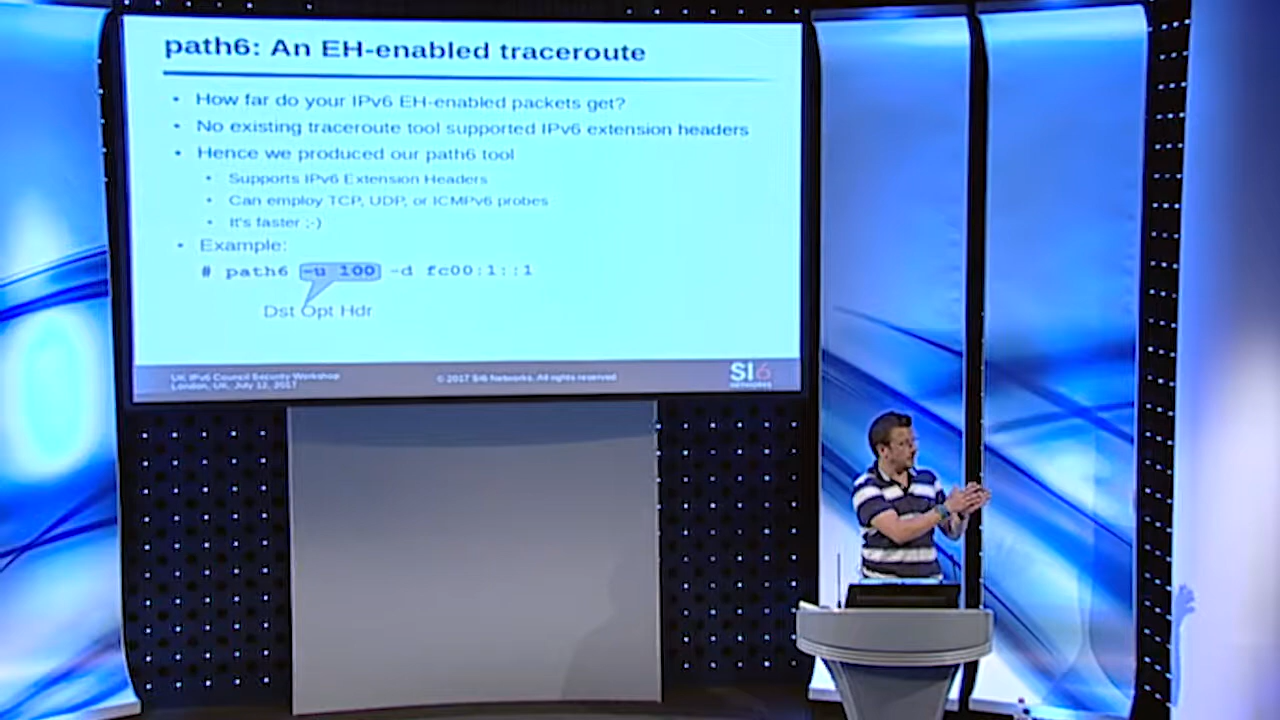 path6: An EH-enabled traceroute
• How far do your IPv6 EH-enabled packets get?
• No existing traceroute tool supported IPv6 extension headers
• Hence we produced our path6 tool
• Supports IPv6 Extension Headers
• Can employ TCP, UDP, or ICMPv6 probes
• It's faster ;-)
• Example:
# path6 -u 100 -d fc00:1::1
Dst Opt Hdr
UK IPv6 Council Security Workshop
London, UK, July 12, 2017
© 2017 SI6 Networks. All rights reserved
SI6
NETWORKS